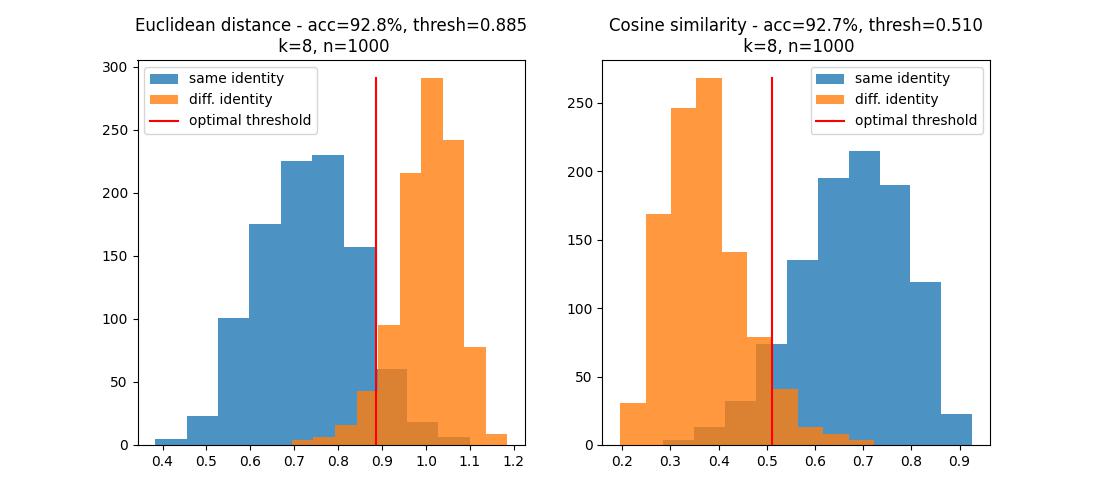 Euclidean distance - acc=92.8%, thresh=0.885
k=8, n=1000
same identity
diff. identity
optimal threshold
300
250
200
150
100
50
0
0.4 0.5 0.6 0.7 0.8 0.9 1.0 1.1 1.2
Cosine similarity - acc=92.7%, thresh=0.510
k=8, n=1000
same identity
diff. identity
optimal threshold
250
200
150
100
50
0
0.2 0.3 0.4 0.5 0.6 0.7 0.8 0.9